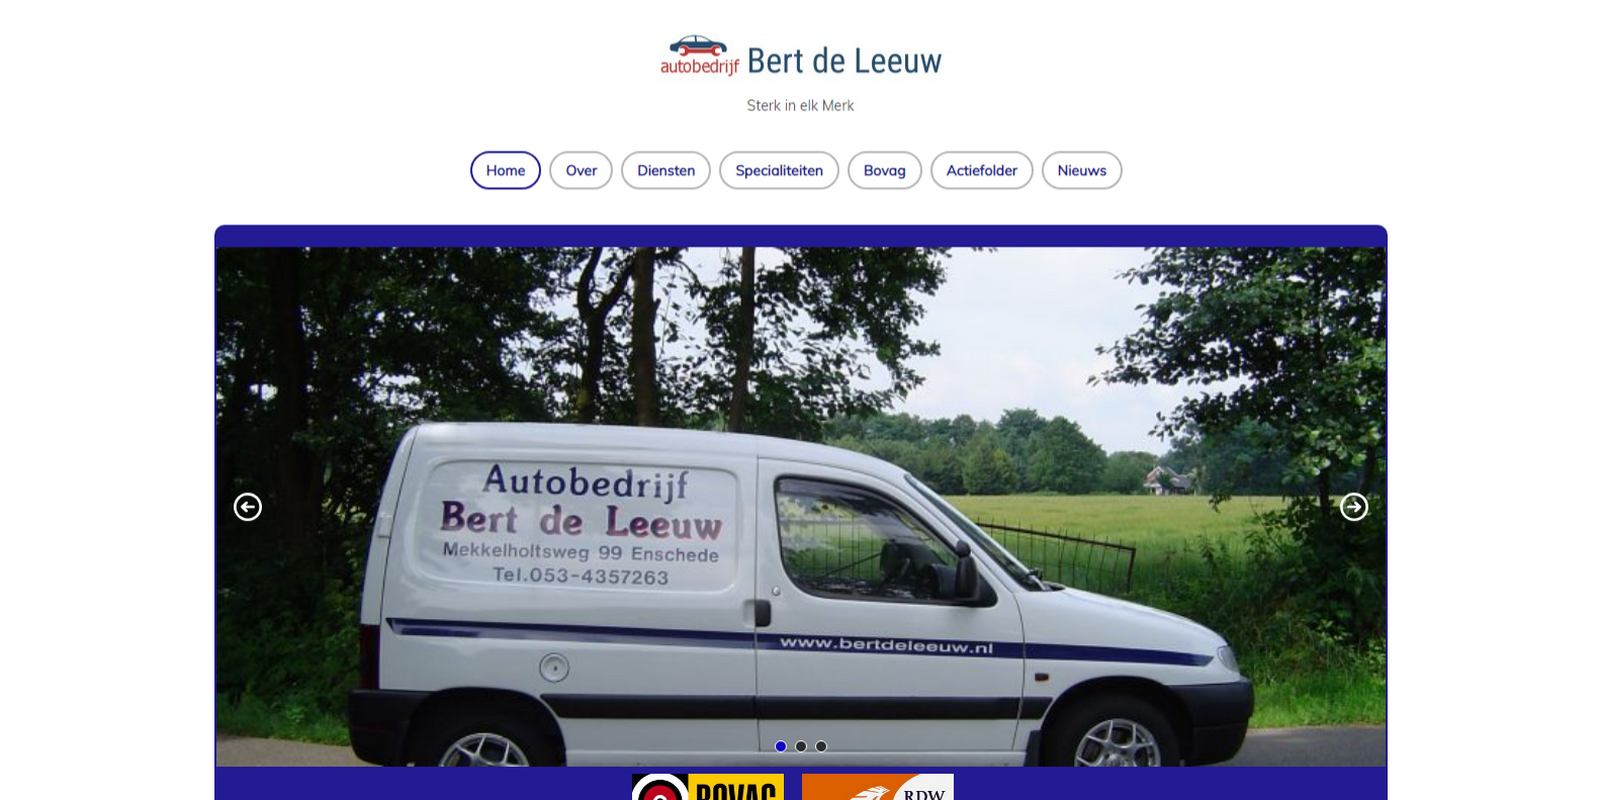 autobedrijf Bert de Leeuw
Sterk in elk Merk
Home Over Diensten Specialiteiten Bovag Actiefolder Nieuws
Autobedrijf
Bert de Leeuw
Mekkelholtsweg 99 Enschede
Tel.053-4357263
www.bertdeleeuw.nl
BOVAG RDW